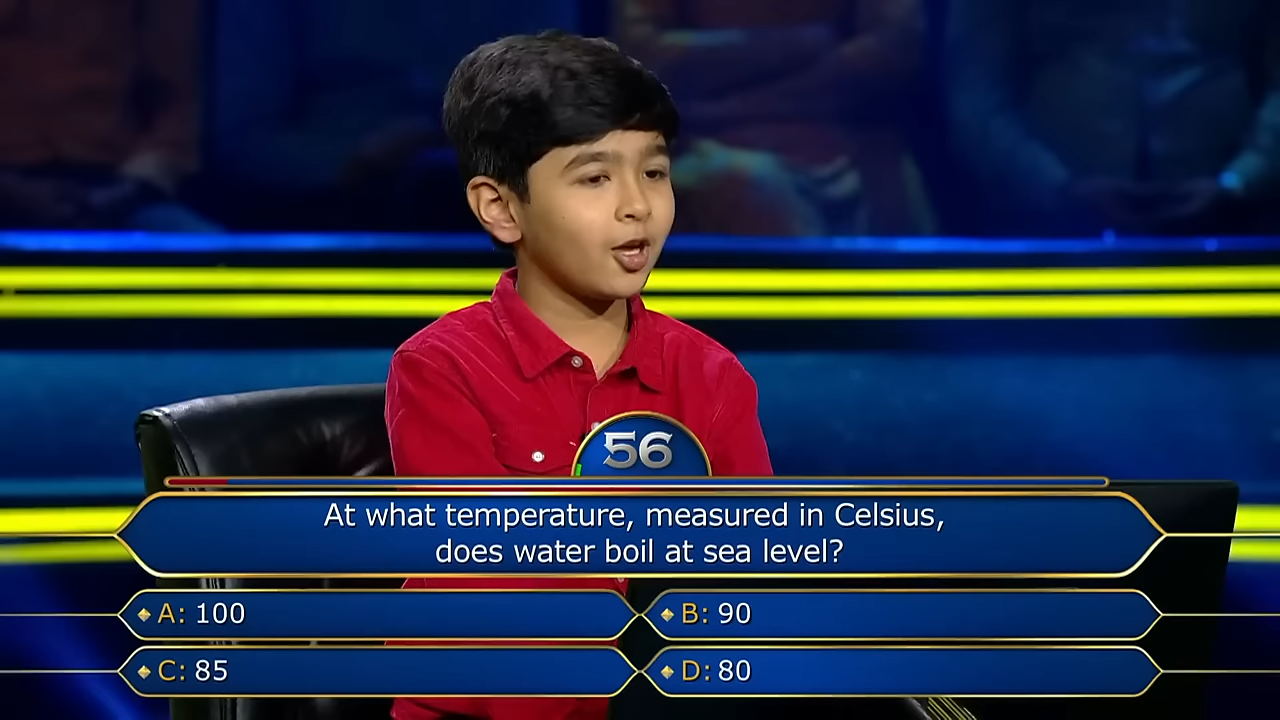 56
At what temperature, measured in Celsius,
does water boil at sea level?
A: 100
B: 90
C: 85
D: 80